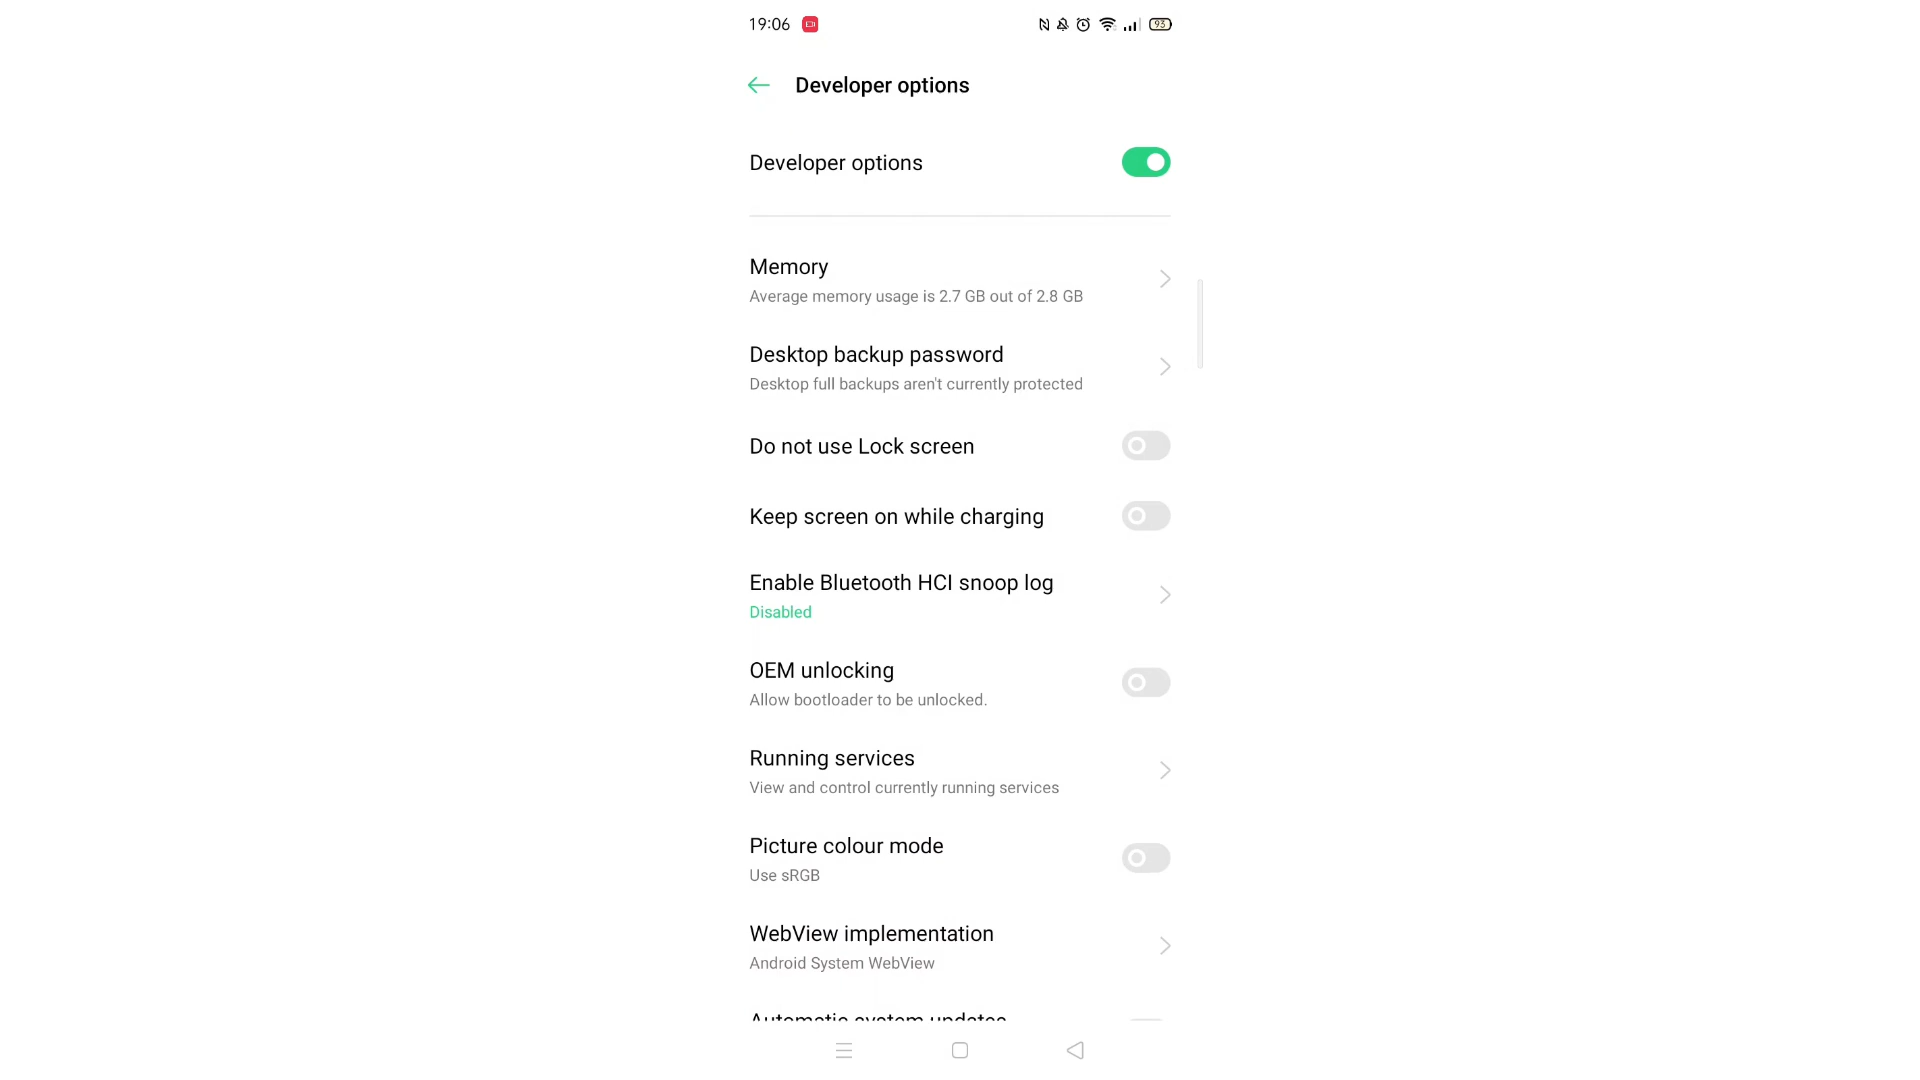 19:06
93
Developer options
Developer options
Memory
Average memory usage is 2.7 GB out of 2.8 GB
Desktop backup password
Desktop full backups aren't currently protected
Do not use Lock screen
Keep screen on while charging
Enable Bluetooth HCI snoop log
Disabled
OEM unlocking
Allow bootloader to be unlocked.
Running services
View and control currently running services
Picture colour mode
Use sRGB
WebView implementation
Android System WebView
Automatic system updates